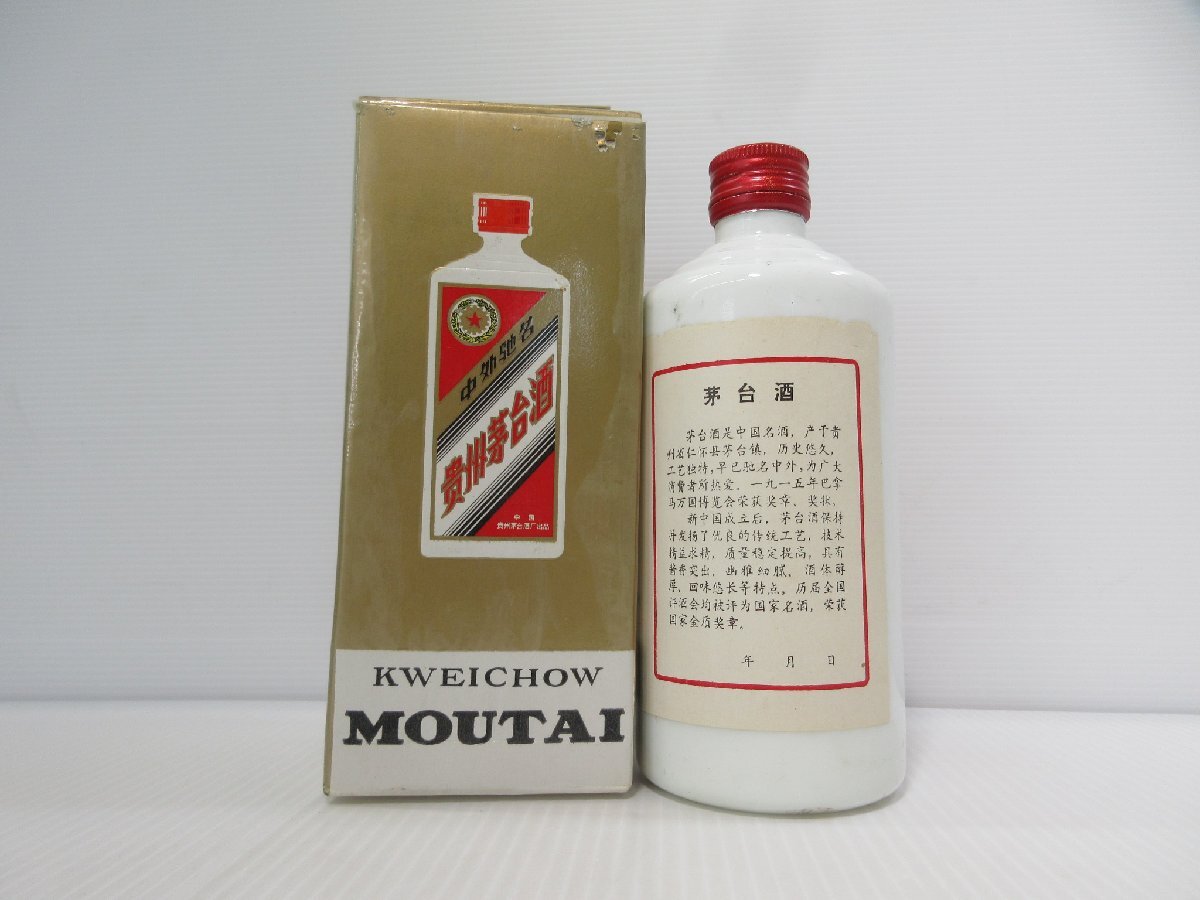 中外驰名
贵州茅台酒
中国
贵州茅台酒厂出品
KWEICHOW
MOUTAI
茅台酒
茅台酒是中国名酒，产于贵
州省仁怀县茅台镇，历史悠久，
工艺独特，早已驰名中外，为广大
消费者所热爱。一九一五年巴拿
马万国博览会荣获奖章、奖状。
新中国成立后，茅台酒保持
并发扬了优良的传统工艺，技术
精益求精，质量稳定提高，具有
酱香突出，幽雅细腻，酒体醇
厚，回味悠长等特点，历届全国
评酒会均被评为国家名酒，荣获
国家金质奖章。
年 月 日